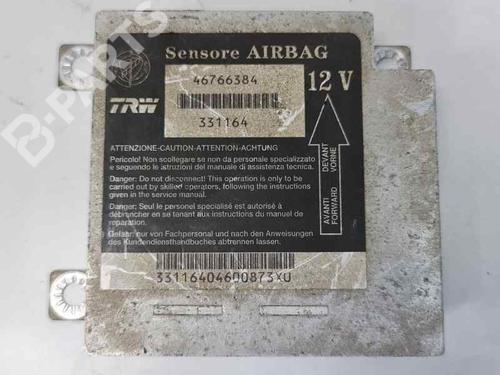 B-PARTS
Sensore AIRBAG
46766384
12 V
TRW
331164
ATTENZIONE-CAUTION-ATTENTION-ACHTUNG
Pericolo! Non scollegare se non da personale specializzato
e seguendo le istruzioni del manuale di assistenza tecnica.
Danger: Do not disconnect! This operation is only to be
carried out by skilled operators, following the instructions
given in the service manual.
Danger: Seul le personel specialisé est autorisé à
débrancher en se tenant aux instructions du manuel de
reparation.
Gefaar: nur von Fachpersonal und nach den Anweisungen
des Kundendiensthandbuches abtrennen lassen.
AVANTI DEVANT
FORWARD VORNE
33116404600873XU